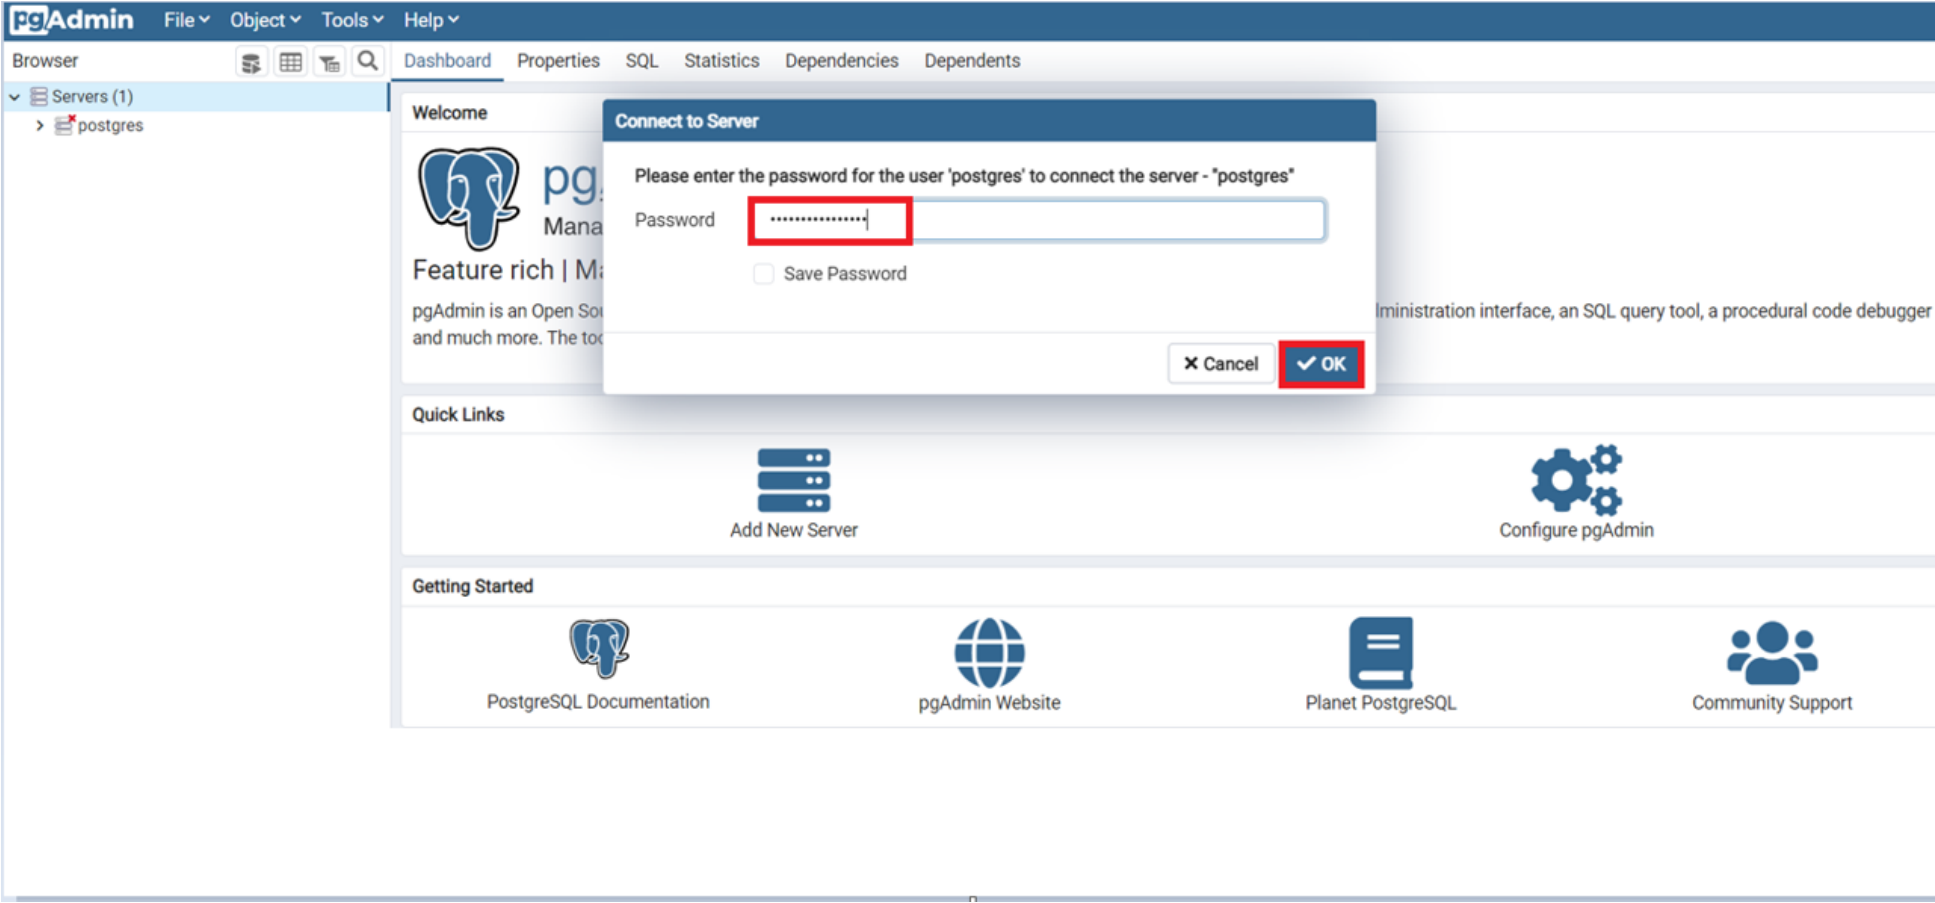 pgAdmin File Object Tools Help
Browser
Dashboard Properties SQL Statistics Dependencies Dependents
Servers (1)
postgres
Welcome
Connect to Server
Please enter the password for the user 'postgres' to connect the server - "postgres"
Password ················
Save Password
Cancel OK
pg
Mana
Feature rich | Ma
pgAdmin is an Open Sou
ministration interface, an SQL query tool, a procedural code debugger
and much more. The too
Quick Links
Add New Server
Configure pgAdmin
Getting Started
PostgreSQL Documentation
pgAdmin Website
Planet PostgreSQL
Community Support